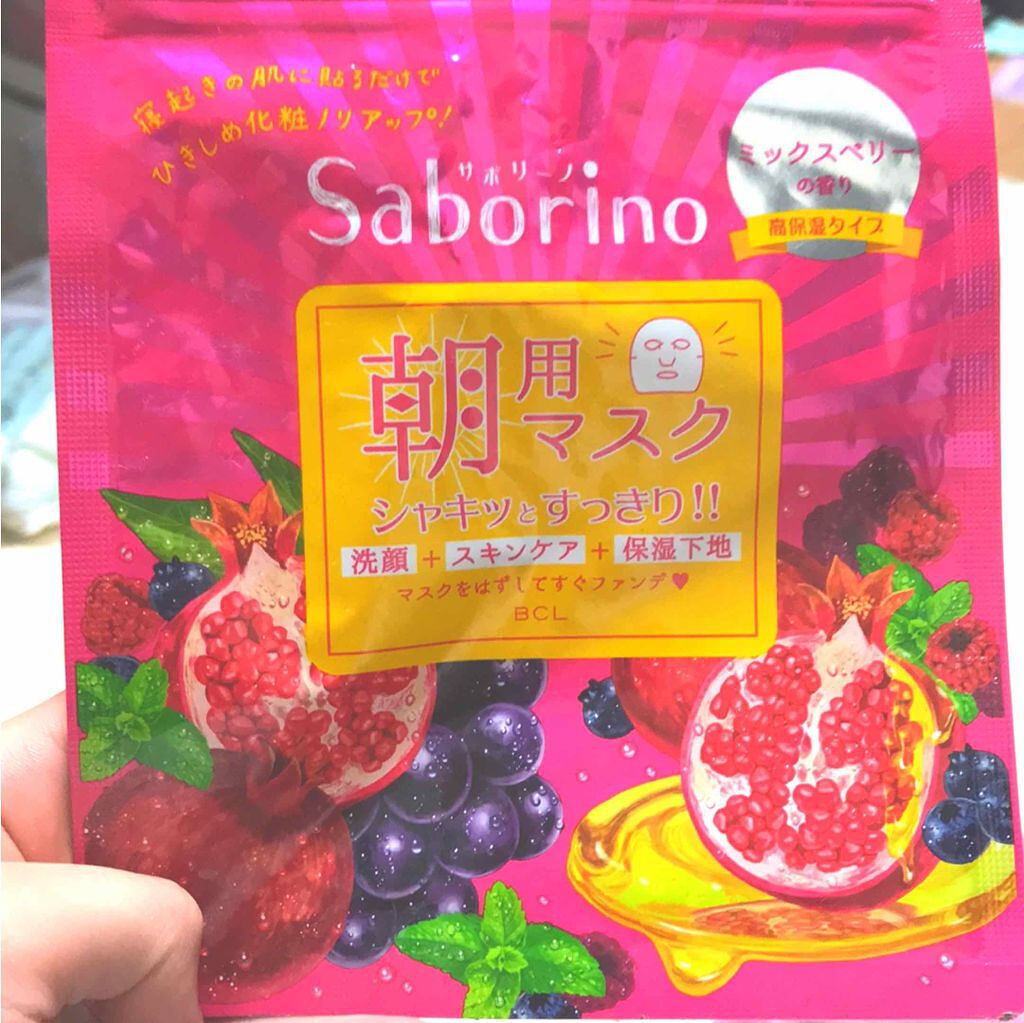 寝起きの肌に貼るだけで
ひきしめ化粧ノリアップ!
サボリーノ
Saborino
ミックスベリー
の香り
高保湿タイプ
朝用
マスク
シャキッとすっきり!!
洗顔+スキンケア+保湿下地
マスクをはずしてすぐファンデ♥
BCL